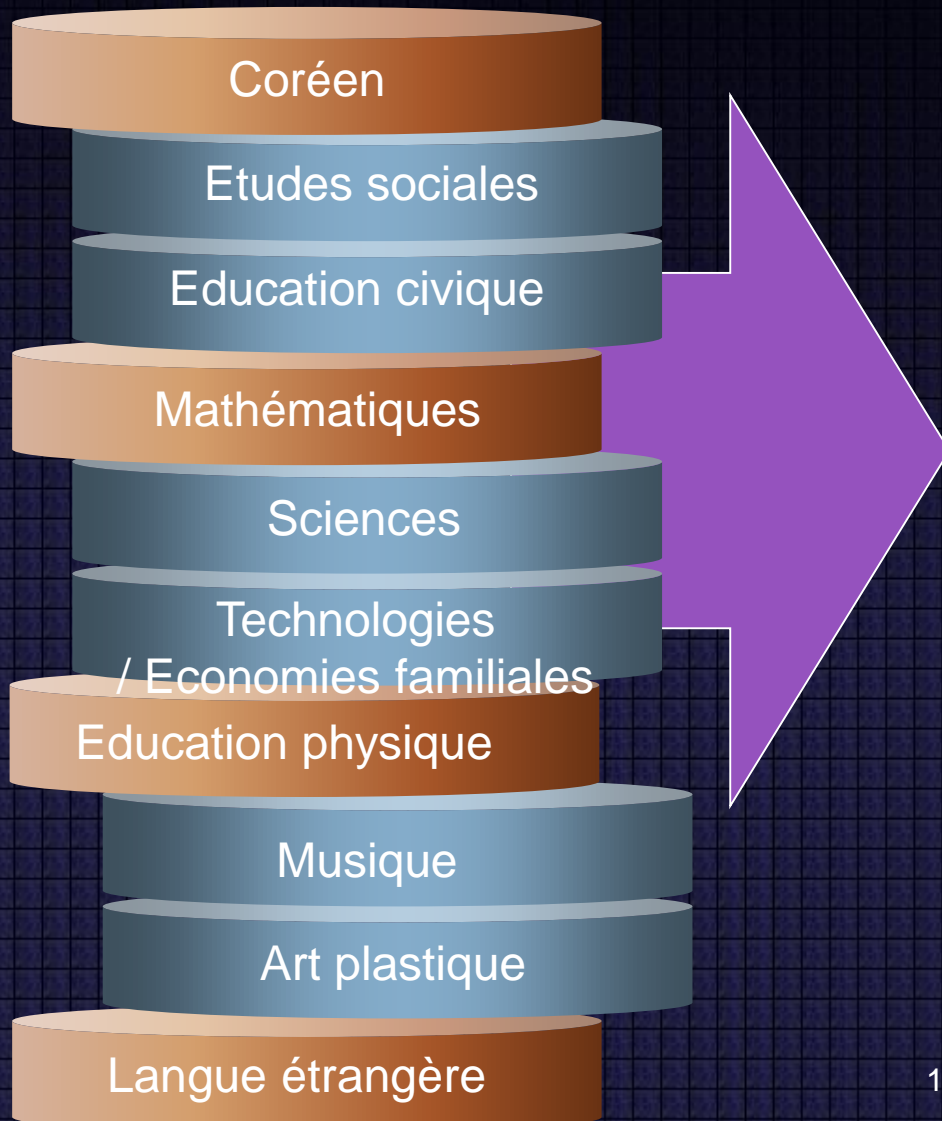 Coréen
Etudes sociales
Education civique
Mathématiques
Sciences
Technologies
/ Economies familiales
Education physique
Musique
Art plastique
Langue étrangère
1